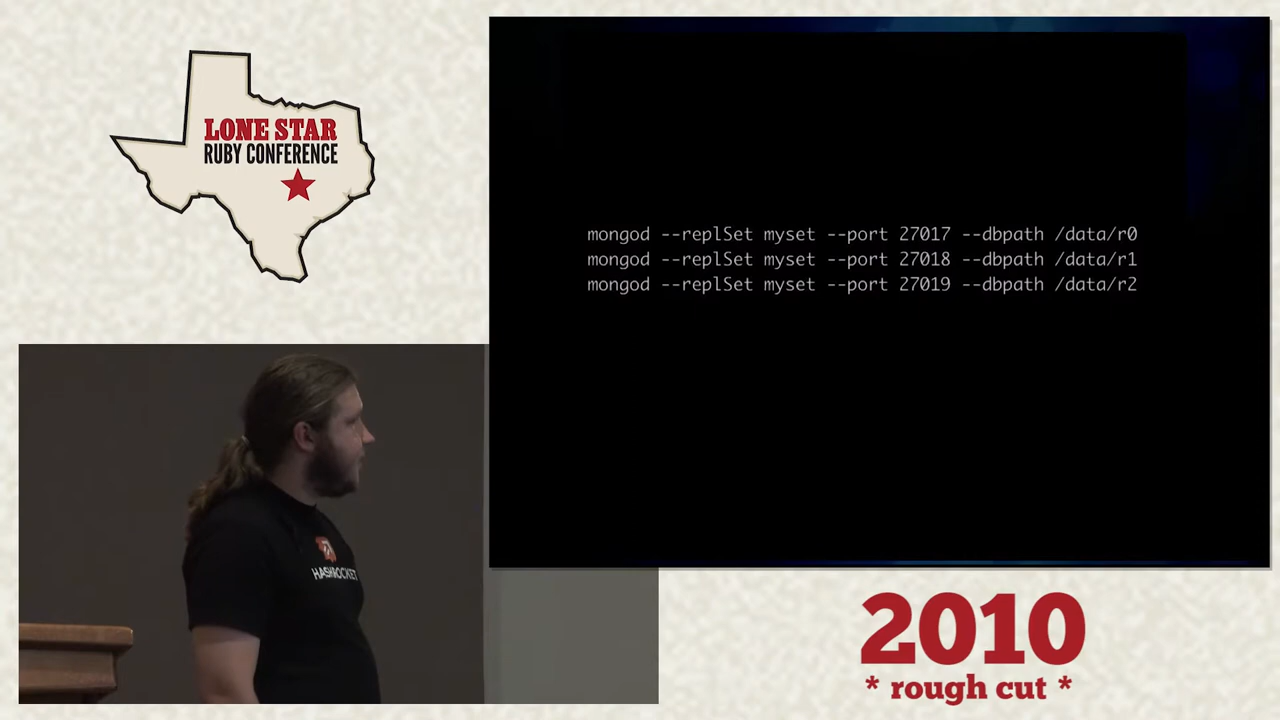 LONE STAR
RUBY CONFERENCE
mongod --replSet myset --port 27017 --dbpath /data/r0
mongod --replSet myset --port 27018 --dbpath /data/r1
mongod --replSet myset --port 27019 --dbpath /data/r2
HASHROCKET
2010
* rough cut *